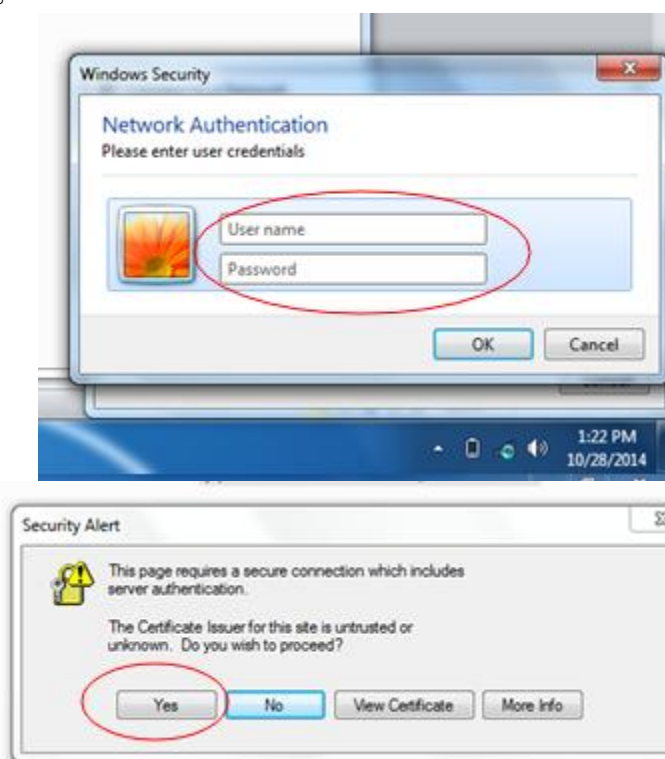 Windows Security
Network Authentication
Please enter user credentials
User name
Password
OK
Cancel
1:22 PM
10/28/2014
Security Alert
This page requires a secure connection which includes
server authentication.
The Certificate Issuer for this site is untrusted or
unknown. Do you wish to proceed?
Yes
No
View Certificate
More Info